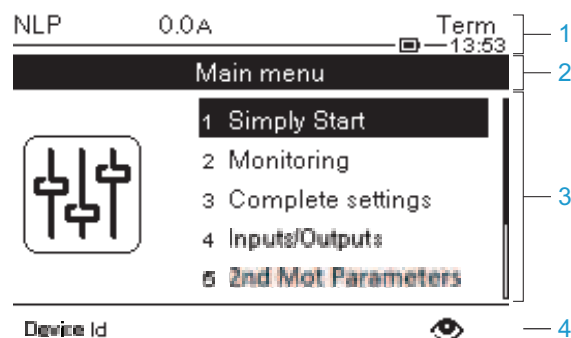 NLP 0.0A Term 1
13:53
Main menu 2
1 Simply Start
2 Monitoring
3 Complete settings 3
4 Inputs/Outputs
5 2nd Mot Parameters
Device Id 4